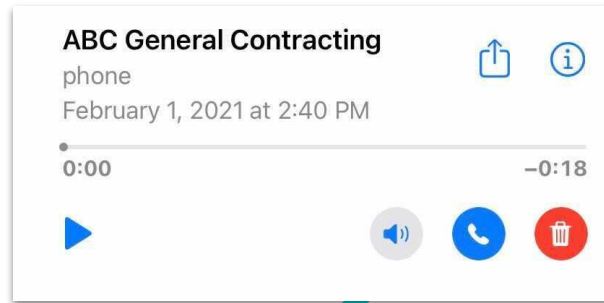 ABC General Contracting
phone
February 1, 2021 at 2:40 PM
0:00 −0:18